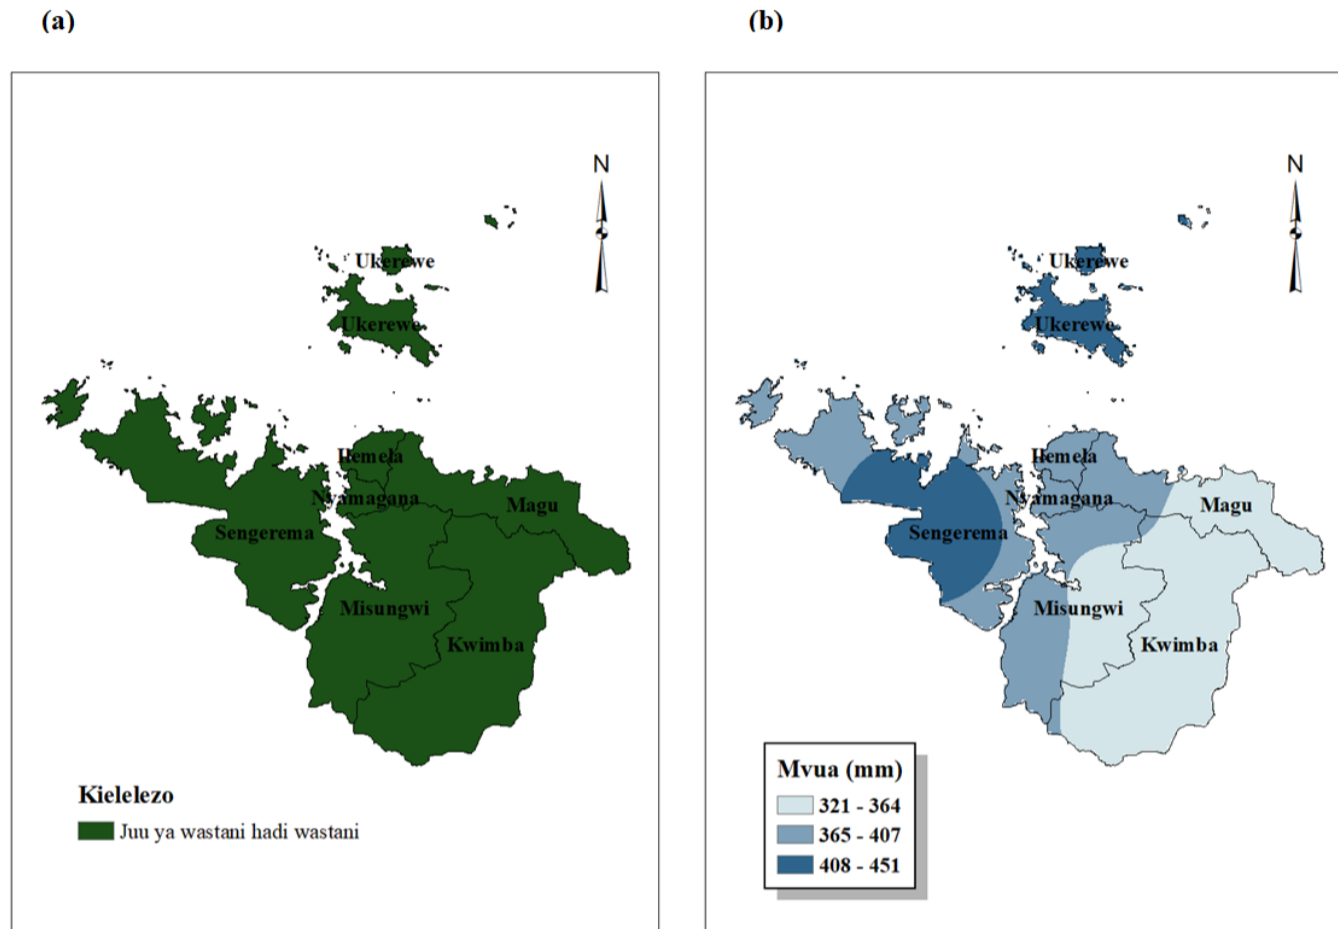 (a)
N
Ukerewe
Ukerewe
Ilemela
Nyamagana
Magu
Sengerema
Misungwi
Kwimba
Kielelezo
Juu ya wastani hadi wastani
(b)
N
Ukerewe
Ukerewe
Ilemela
Nyamagana
Magu
Sengerema
Misungwi
Kwimba
Mvua (mm)
321 - 364
365 - 407
408 - 451